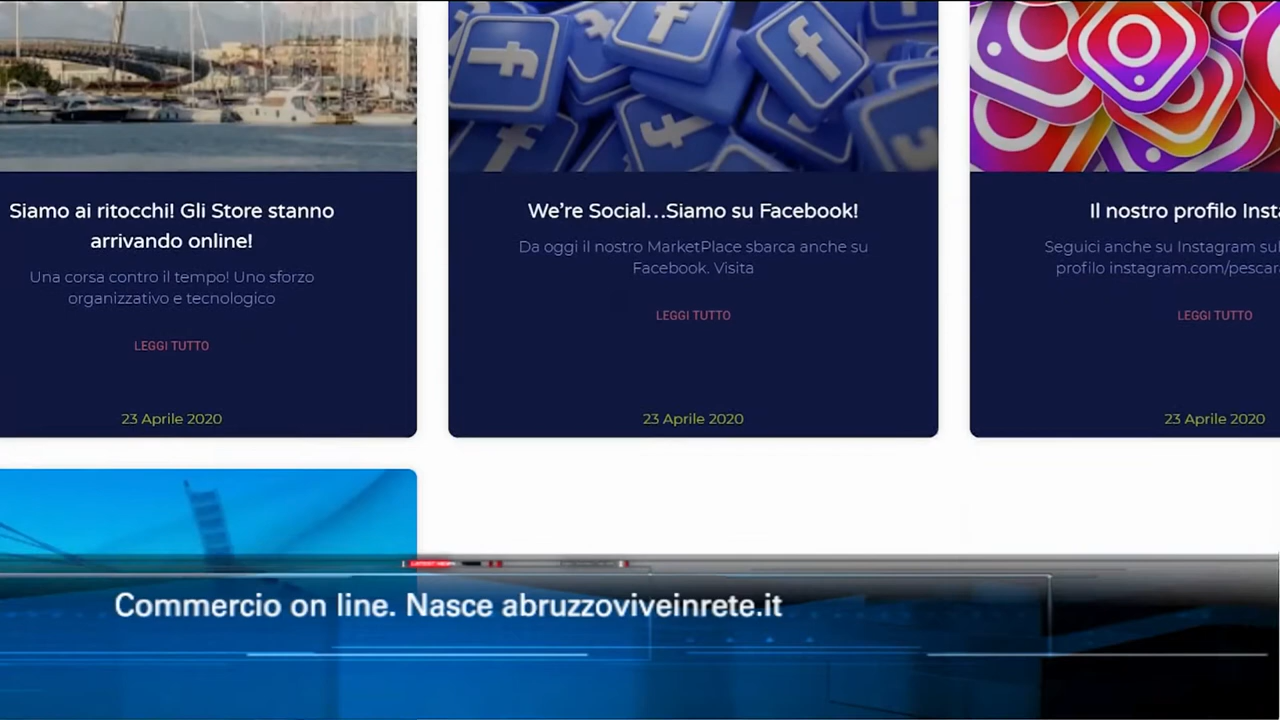 Siamo ai ritocchi! Gli Store stanno
arrivando online!
Una corsa contro il tempo! Uno sforzo
organizzativo e tecnologico
LEGGI TUTTO
23 Aprile 2020
We're Social...Siamo su Facebook!
Da oggi il nostro MarketPlace sbarca anche su
Facebook. Visita
LEGGI TUTTO
23 Aprile 2020
Il nostro profilo Inst
Seguici anche su Instagram sul
profilo instagram.com/pescar
LEGGI TUTTO
23 Aprile 2020
LATEST NEWS
Commercio on line. Nasce abruzzoviveinrete.it